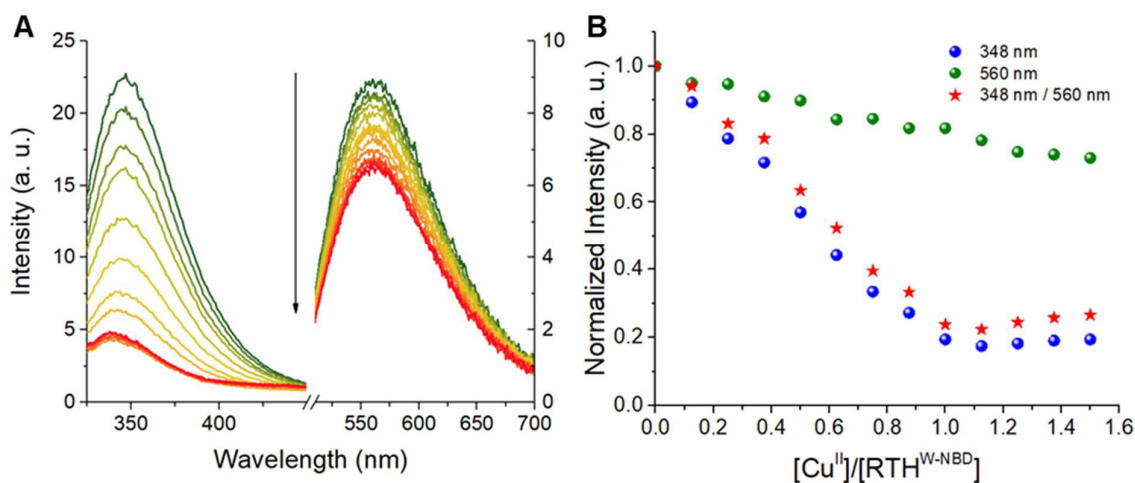 A
Intensity (a. u.)
25
20
15
10
5
0
350
400
550
600
650
700
10
8
6
4
2
0
Wavelength (nm)
B
Normalized Intensity (a. u.)
1.0
0.8
0.6
0.4
0.2
0.0
348 nm
560 nm
348 nm / 560 nm
0.0 0.2 0.4 0.6 0.8 1.0 1.2 1.4 1.6
[Cu^II]/[RTH^W-NBD]